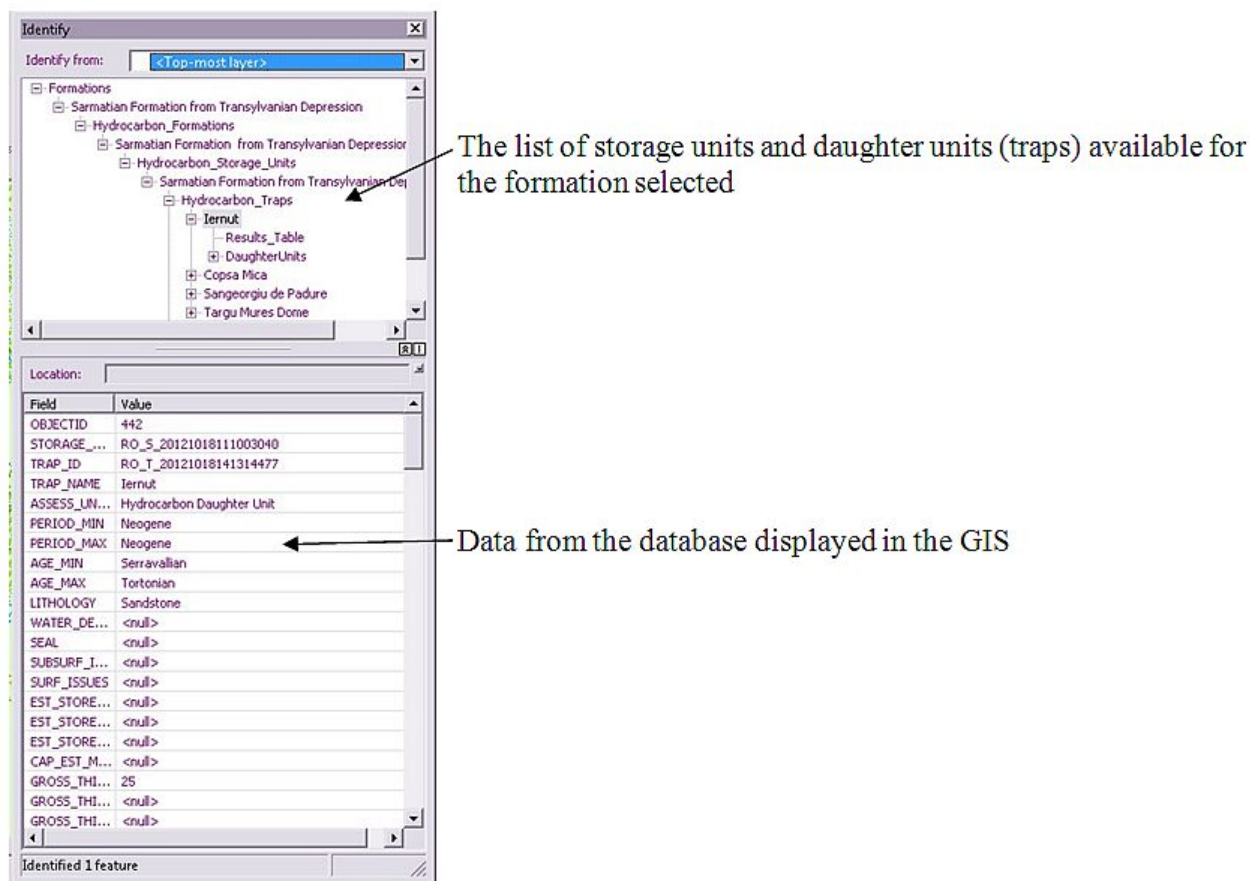 Identify
Identify from: <Top-most layer>
Formations
Sarmatian Formation from Transylvanian Depression
Hydrocarbon_Formations
Sarmatian Formation from Transylvanian Depression
Hydrocarbon_Storage_Units
Sarmatian Formation from Transylvanian Dep
Hydrocarbon_Traps
Iernut
Results_Table
DaughterUnits
Copsa Mica
Sangeorgiu de Padure
Targu Mures Dome
The list of storage units and daughter units (traps) available for
the formation selected
Location:
Field Value
OBJECTID 442
STORAGE_... RO_S_20121018111003040
TRAP_ID RO_T_20121018141314477
TRAP_NAME Iernut
ASSESS_UN... Hydrocarbon Daughter Unit
PERIOD_MIN Neogene
PERIOD_MAX Neogene
AGE_MIN Serravallian
AGE_MAX Tortonian
LITHOLOGY Sandstone
WATER_DE... <null>
SEAL <null>
SUBSURF_I... <null>
SURF_ISSUES <null>
EST_STORE... <null>
EST_STORE... <null>
EST_STORE... <null>
CAP_EST_M... <null>
GROSS_THI... 25
GROSS_THI... <null>
GROSS_THI... <null>
Data from the database displayed in the GIS
Identified 1 feature